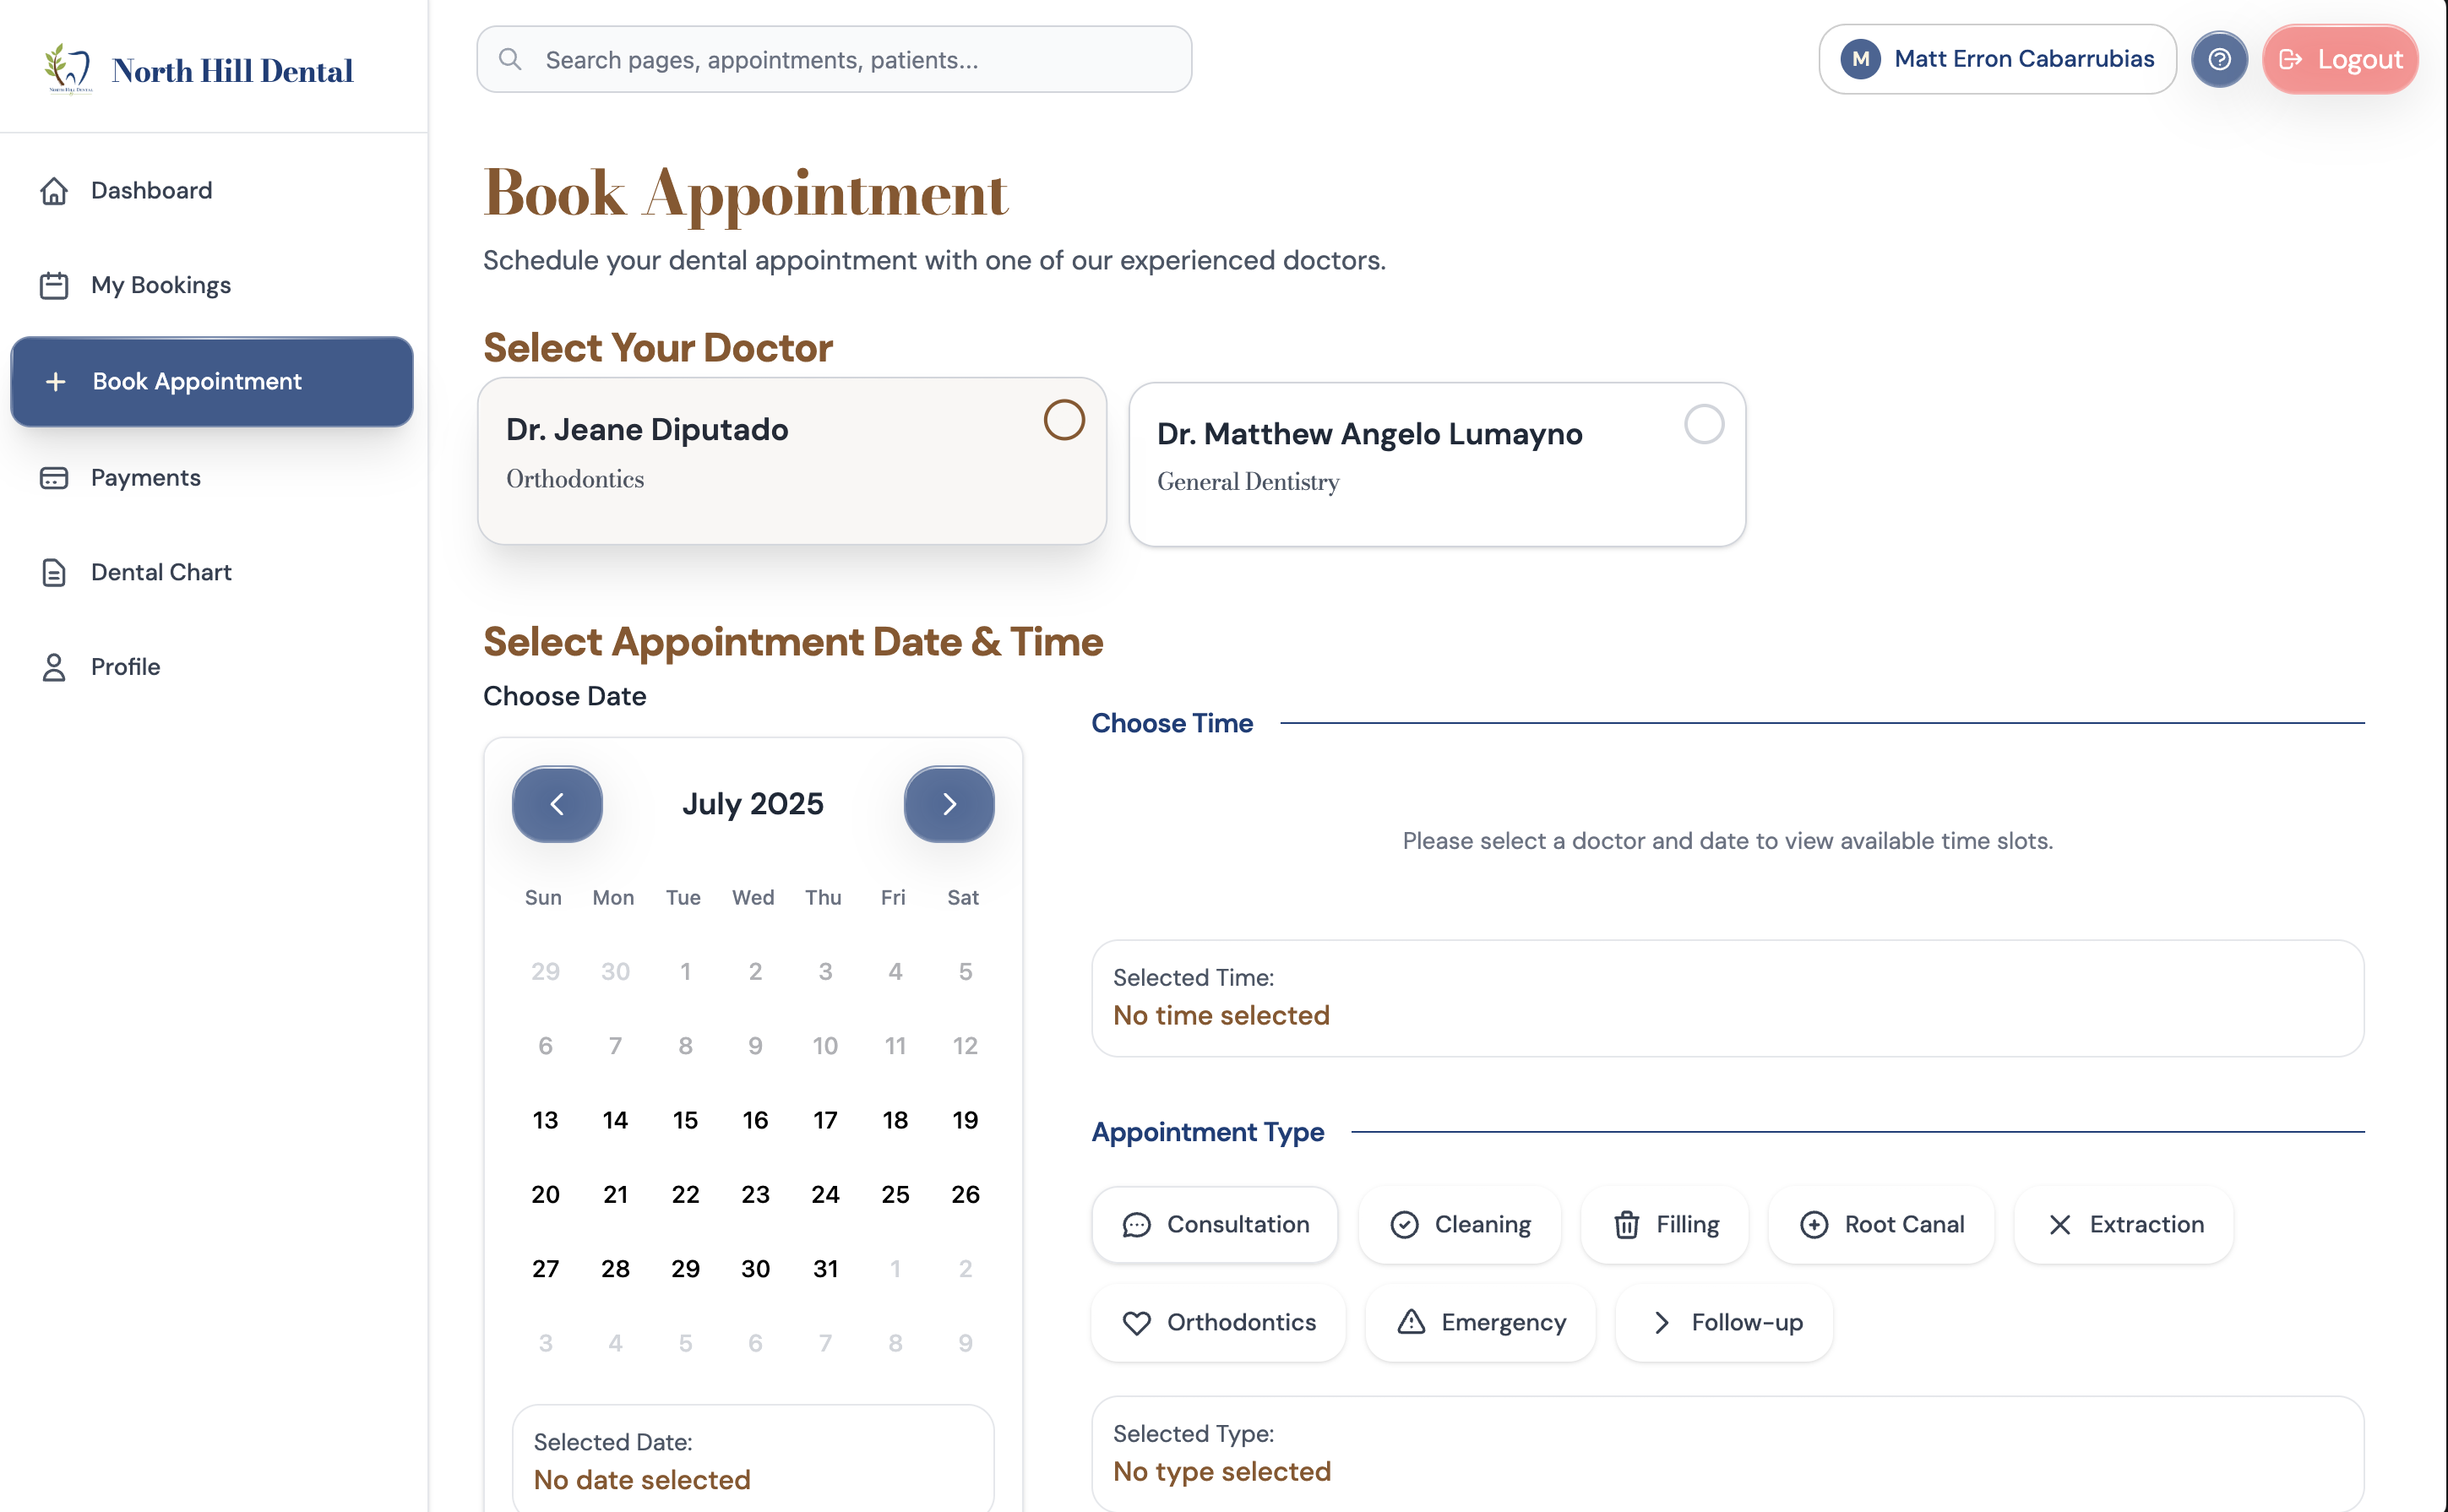 North Hill Dental
Search pages, appointments, patients...
M Matt Erron Cabarrubias
Logout
Dashboard
My Bookings
Book Appointment
Payments
Dental Chart
Profile
Book Appointment
Schedule your dental appointment with one of our experienced doctors.
Select Your Doctor
Dr. Jeane Diputado
Orthodontics
Dr. Matthew Angelo Lumayno
General Dentistry
Select Appointment Date & Time
Choose Date
July 2025
Sun Mon Tue Wed Thu Fri Sat
29 30 1 2 3 4 5
6 7 8 9 10 11 12
13 14 15 16 17 18 19
20 21 22 23 24 25 26
27 28 29 30 31 1 2
3 4 5 6 7 8 9
Selected Date:
No date selected
Choose Time
Please select a doctor and date to view available time slots.
Selected Time:
No time selected
Appointment Type
Consultation Cleaning Filling Root Canal Extraction
Orthodontics Emergency Follow-up
Selected Type:
No type selected